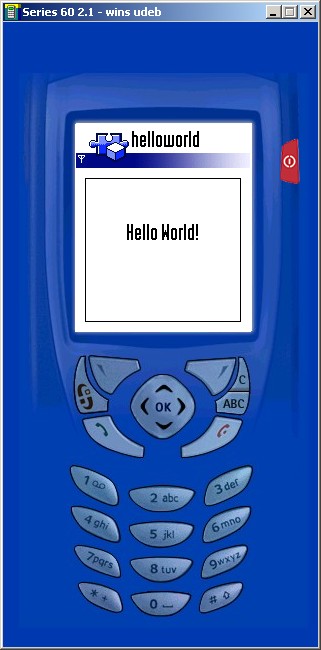 Series 60 2.1 - wins udeb
helloworld
Hello World!
C
OK
ABC
1
2 abc
3 def
4 ghi
5 jkl
6 mno
7pqrs
8 tuv
9wxyz
* +
0
#